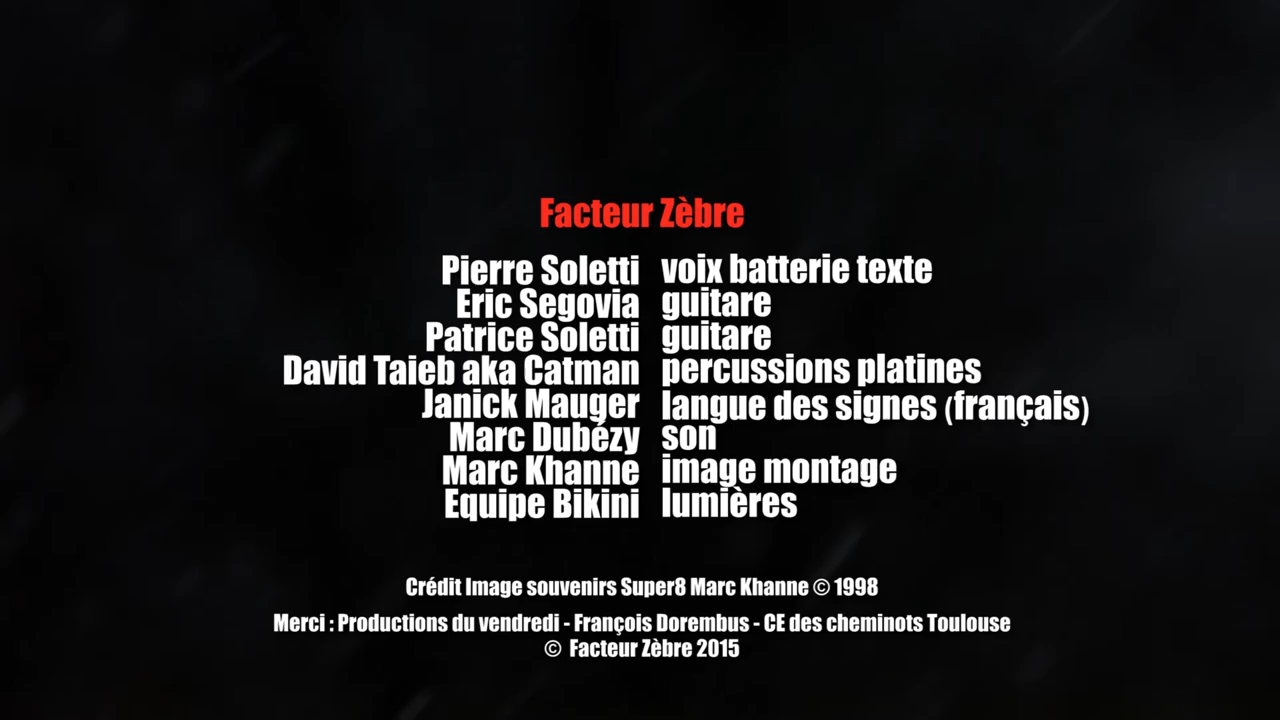 Facteur Zèbre
Pierre Soletti voix batterie texte
Eric Segovia guitare
Patrice Soletti guitare
David Taieb aka Catman percussions platines
Janick Mauger langue des signes (français)
Marc Dubézy son
Marc Khanne image montage
Equipe Bikini lumières
Crédit Image souvenirs Super8 Marc Khanne © 1998
Merci : Productions du vendredi - François Dorembus - CE des cheminots Toulouse
© Facteur Zèbre 2015